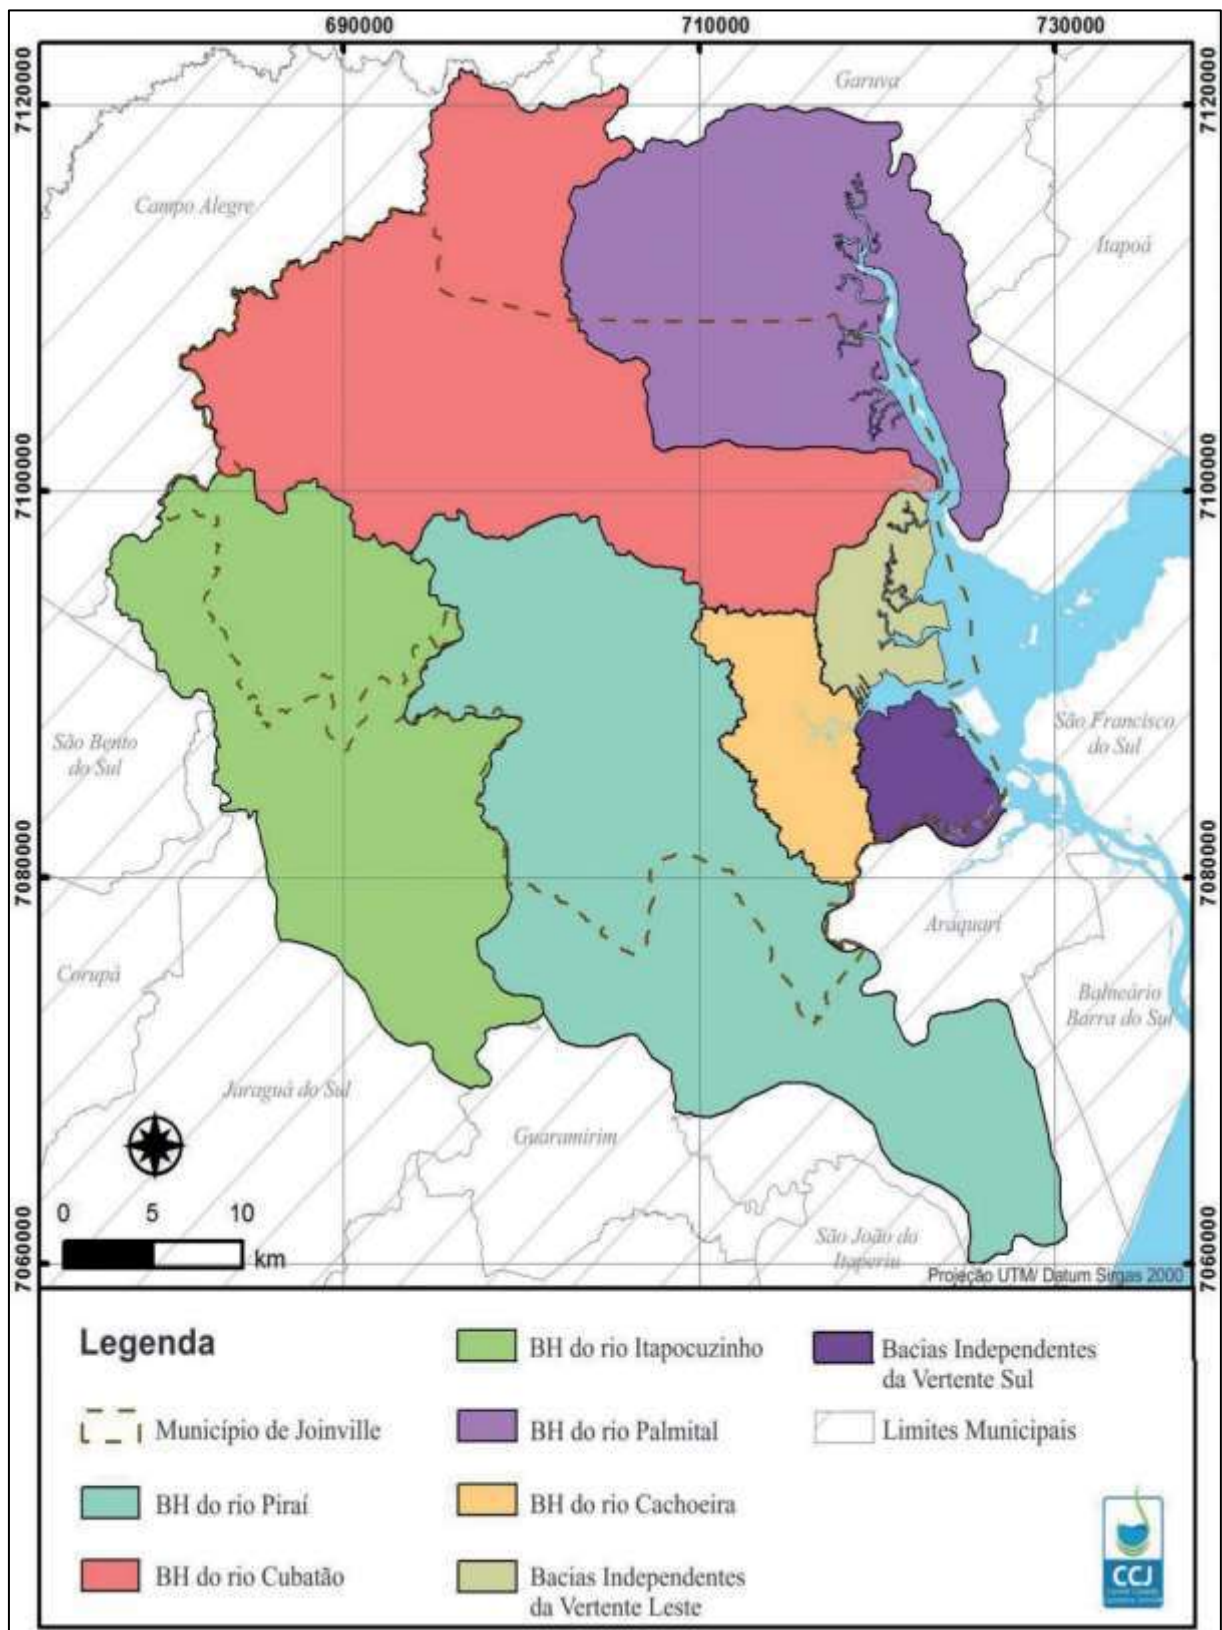 690000 710000 730000
7120000 7120000
Garuva
Campo Alegre
Itapoá
7100000 7100000
São Bento
do Sul
São Francisco
do Sul
7080000 7080000
Araquari
Corupá
Balneário
Barra do Sul
Jaraguá do Sul
Guaramirim
0 5 10
km
São João do
Itaperiu
7060000 7060000
Projeção UTM/ Datum Sirgas 2000
Legenda
Município de Joinville
BH do rio Piraí
BH do rio Cubatão
BH do rio Itapocuzinho
BH do rio Palmital
BH do rio Cachoeira
Bacias Independentes
da Vertente Leste
Bacias Independentes
da Vertente Sul
Limites Municipais
CCJ